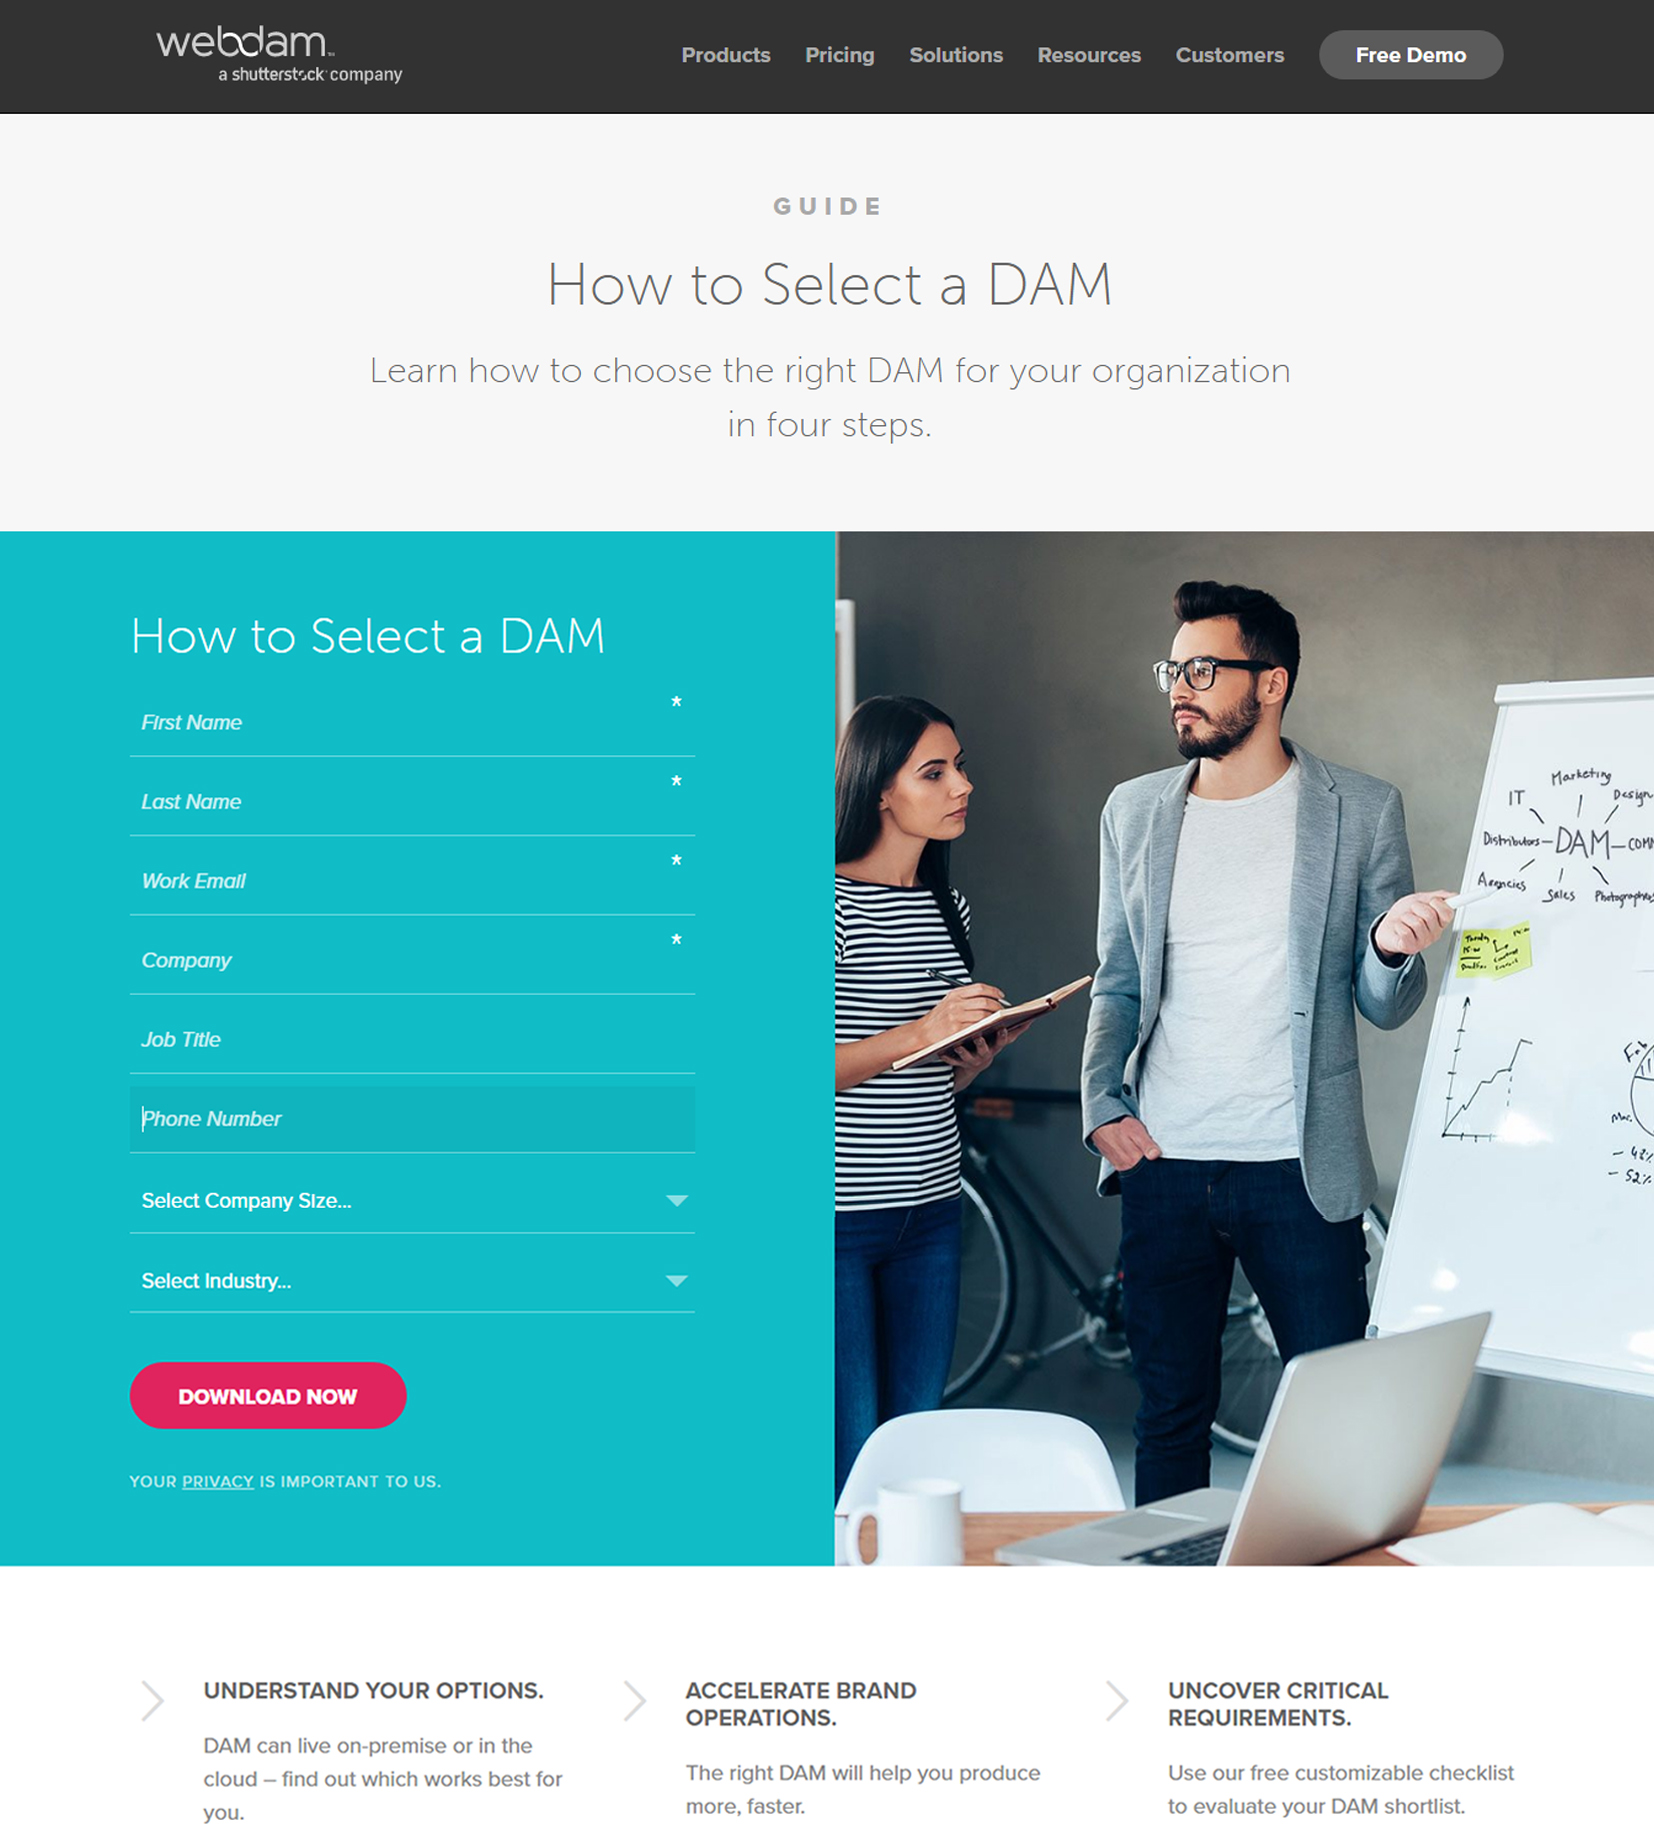 webdam™
a shutterstock company
Products
Pricing
Solutions
Resources
Customers
Free Demo
GUIDE
How to Select a DAM
Learn how to choose the right DAM for your organization
in four steps.
How to Select a DAM
First Name *
Last Name *
Work Email *
Company *
Job Title
Phone Number
Select Company Size...
Select Industry...
DOWNLOAD NOW
YOUR PRIVACY IS IMPORTANT TO US.
Marketing
IT
Design
Distributors
DAM
Agencies
Sales
- 48%
- 52%
UNDERSTAND YOUR OPTIONS.
DAM can live on-premise or in the
cloud – find out which works best for
you.
ACCELERATE BRAND
OPERATIONS.
The right DAM will help you produce
more, faster.
UNCOVER CRITICAL
REQUIREMENTS.
Use our free customizable checklist
to evaluate your DAM shortlist.